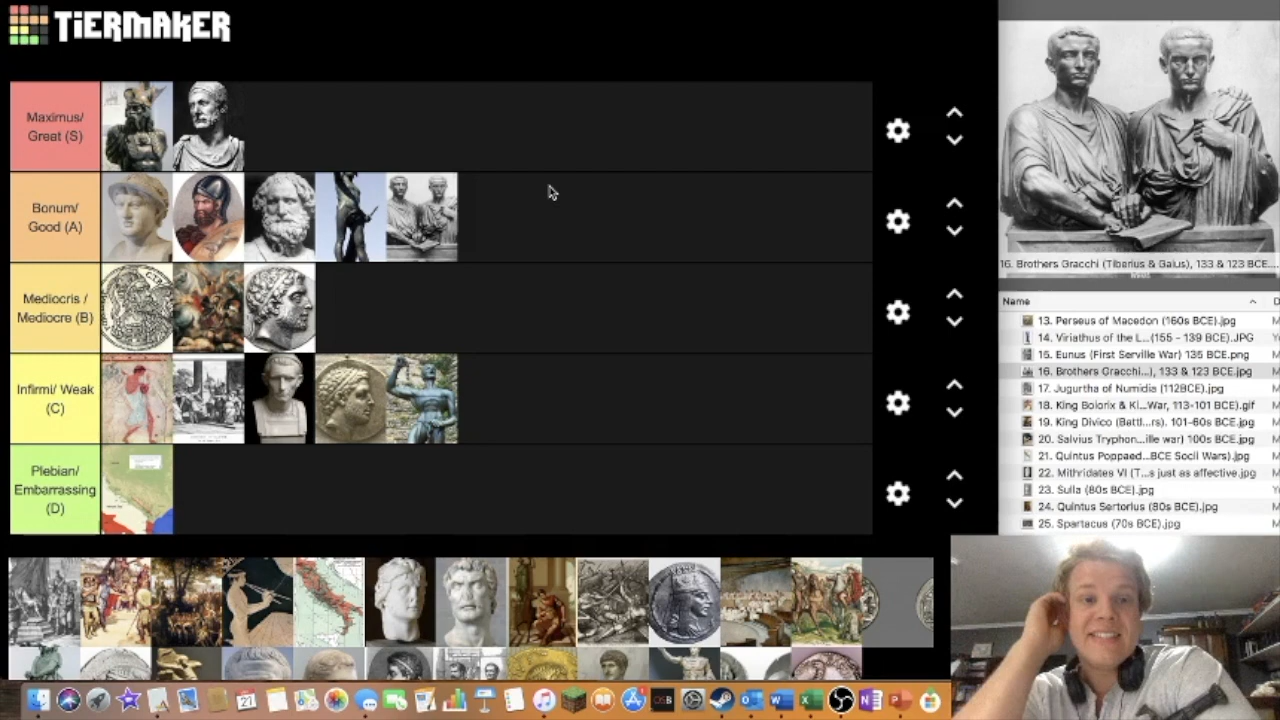 TiERMAKER
Maximus/
Great (S)
Bonum/
Good (A)
Mediocris /
Mediocre (B)
Infirmi/ Weak
(C)
Plebian/
Embarrassing
(D)
16. Brothers Gracchi (Tiberius & Gaius), 133 & 123 BCE...
Name
13. Perseus of Macedon (160s BCE).jpg
14. Viriathus of the L...(155 - 139 BCE).JPG
15. Eunus (First Serville War) 135 BCE.png
16. Brothers Gracchi...), 133 & 123 BCE.jpg
17. Jugurtha of Numidia (112BCE).jpg
18. King Boiorix & Ki...War, 113-101 BCE).gif
19. King Divico (Battl...rs). 101-60s BCE.jpg
20. Salvius Tryphon...ille war) 100s BCE.jpg
21. Quintus Poppaed...BCE Socii Wars).jpg
22. Mithridates VI (T...s just as affective.jpg
23. Sulla (80s BCE).jpg
24. Quintus Sertorius (80s BCE).jpg
25. Spartacus (70s BCE).jpg